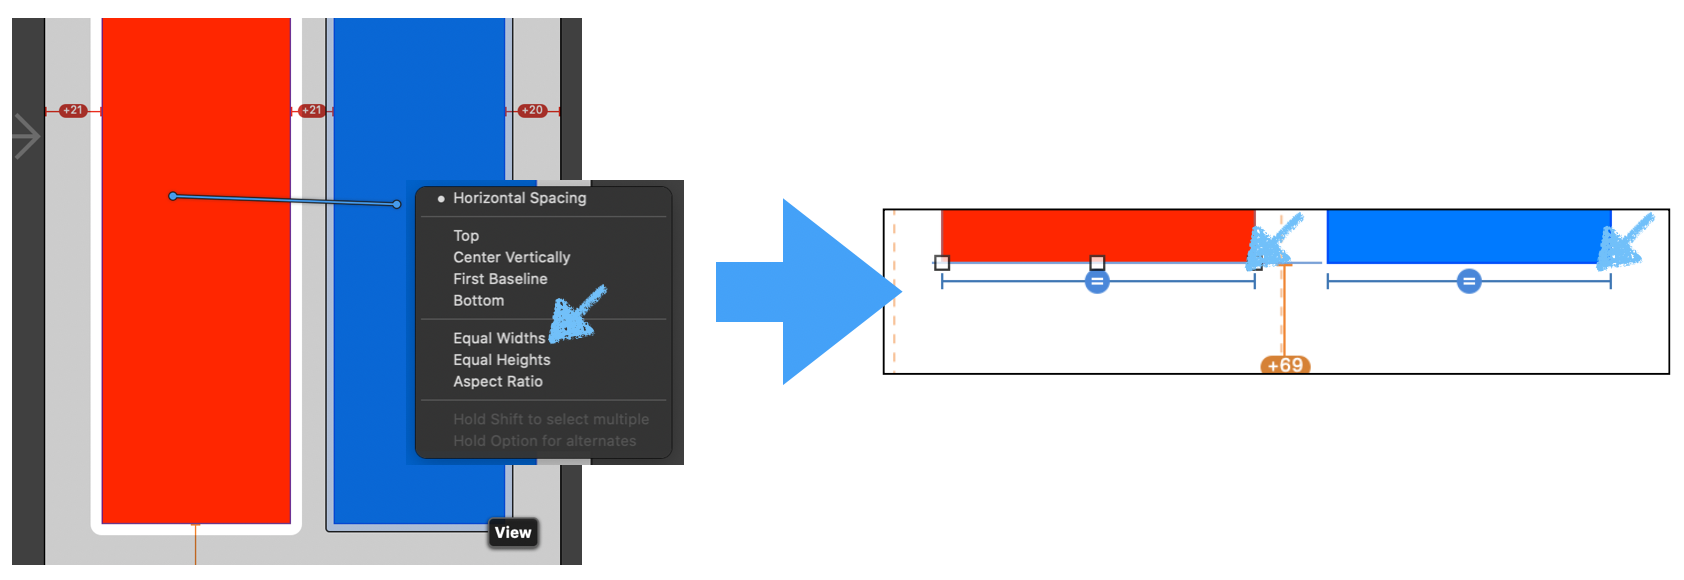 +21
+21
+20
Horizontal Spacing
Top
Center Vertically
First Baseline
Bottom
Equal Widths
Equal Heights
Aspect Ratio
Hold Shift to select multiple
Hold Option for alternates
View
=
=
+69